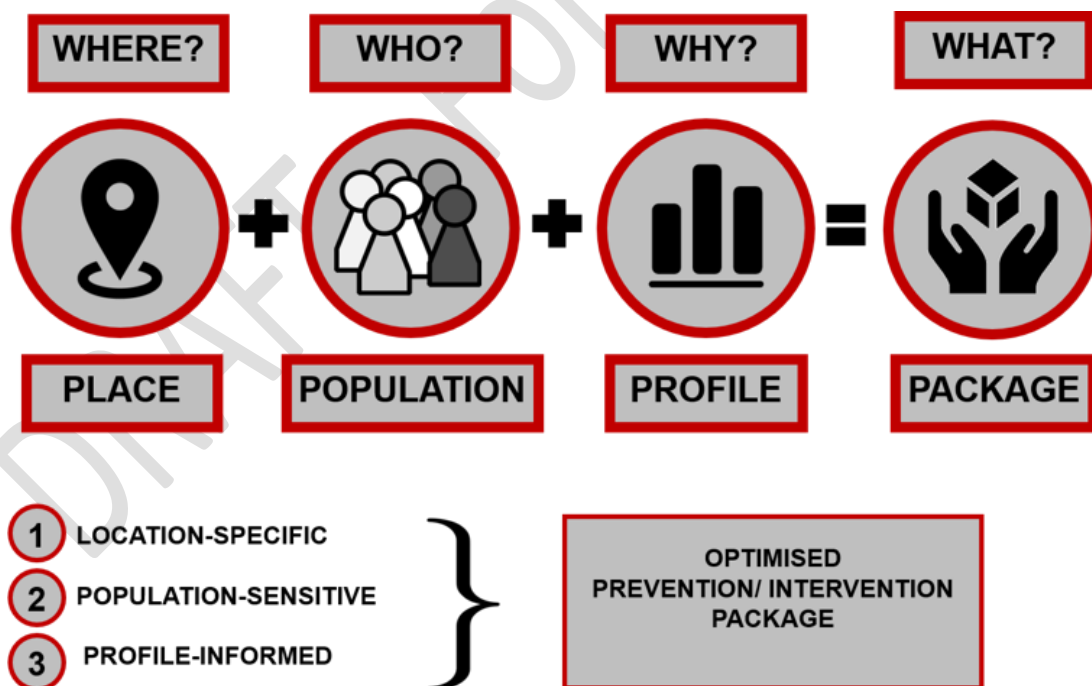 WHERE?
WHO?
WHY?
WHAT?
PLACE
POPULATION
PROFILE
PACKAGE
1 LOCATION-SPECIFIC
2 POPULATION-SENSITIVE
3 PROFILE-INFORMED
OPTIMISED
PREVENTION/ INTERVENTION
PACKAGE
DRAFT